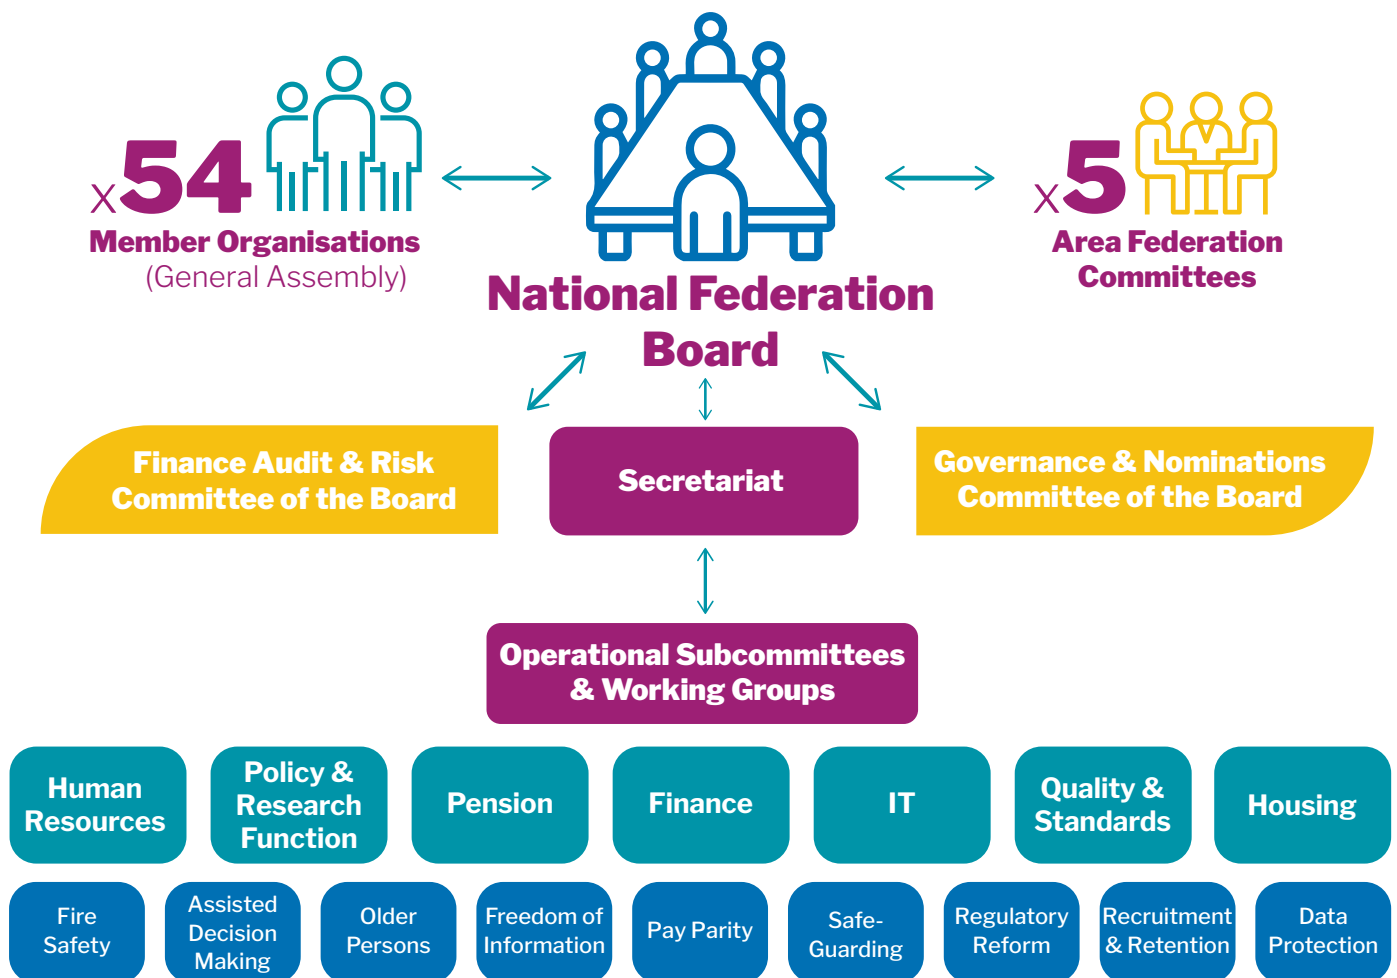 x54
Member Organisations
(General Assembly)
National Federation
Board
x5
Area Federation
Committees
Finance Audit & Risk
Committee of the Board
Secretariat
Governance & Nominations
Committee of the Board
Operational Subcommittees
& Working Groups
Human
Resources
Policy &
Research
Function
Pension
Finance
IT
Quality &
Standards
Housing
Fire
Safety
Assisted
Decision
Making
Older
Persons
Freedom of
Information
Pay Parity
Safe-
Guarding
Regulatory
Reform
Recruitment
& Retention
Data
Protection